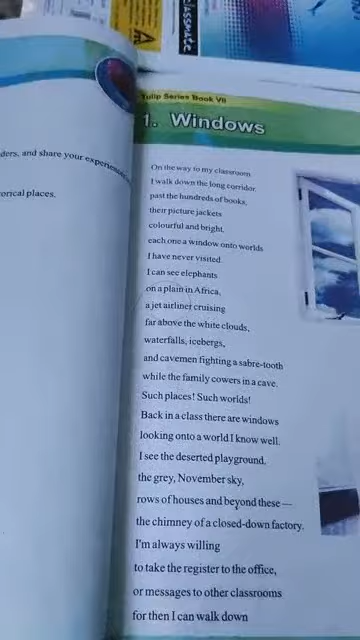 classmate
ders, and share your experiences
orical places.
Tulip Series Book VII
1. Windows
On the way to my classroom
I walk down the long corridor,
past the hundreds of books,
their picture jackets
colourful and bright,
each one a window onto worlds
I have never visited.
I can see elephants
on a plain in Africa,
a jet airliner cruising
far above the white clouds,
waterfalls, icebergs,
and cavemen fighting a sabre-tooth
while the family cowers in a cave.
Such places! Such worlds!
Back in a class there are windows
looking onto a world I know well.
I see the deserted playground,
the grey, November sky,
rows of houses and beyond these —
the chimney of a closed-down factory.
I'm always willing
to take the register to the office,
or messages to other classrooms
for then I can walk down